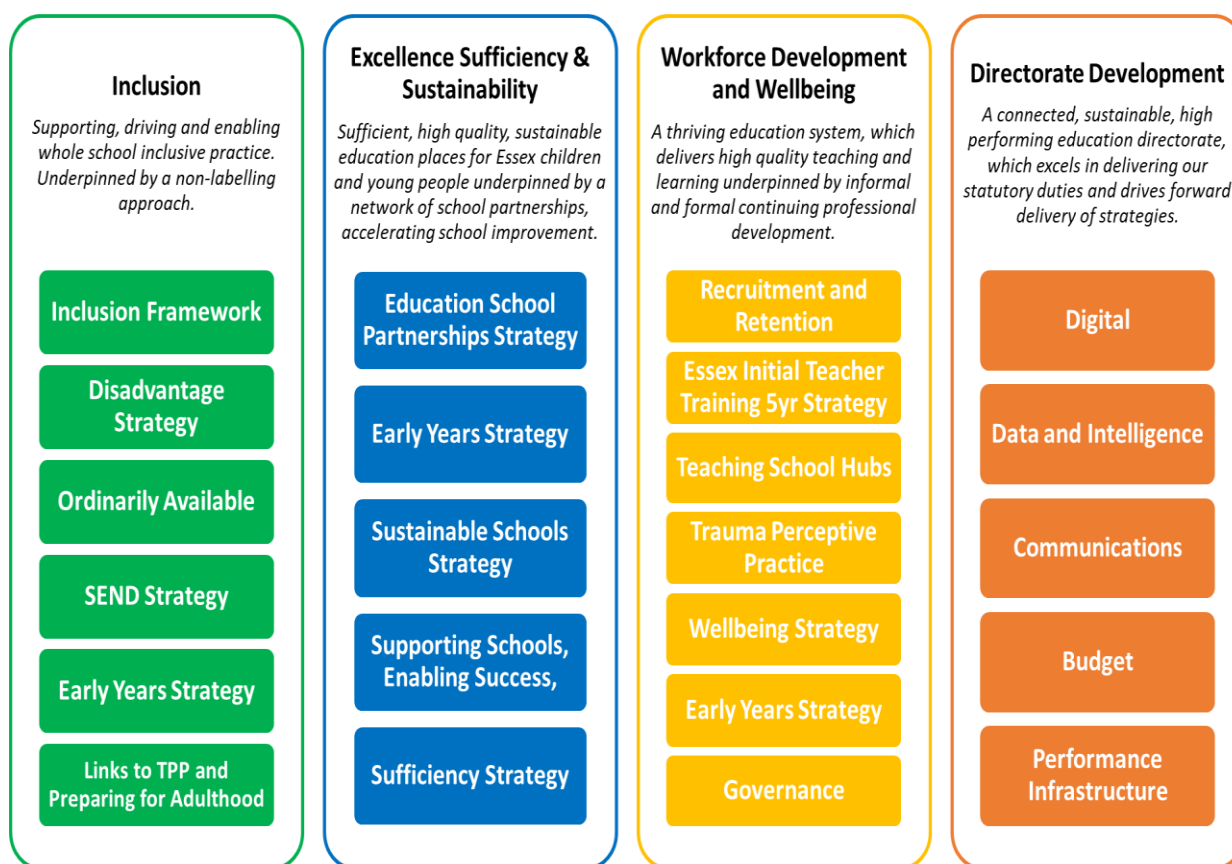 Inclusion
Supporting, driving and enabling
whole school inclusive practice.
Underpinned by a non-labelling
approach.
Inclusion Framework
Disadvantage
Strategy
Ordinarily Available
SEND Strategy
Early Years Strategy
Links to TPP and
Preparing for Adulthood
Excellence Sufficiency &
Sustainability
Sufficient, high quality, sustainable
education places for Essex children
and young people underpinned by a
network of school partnerships,
accelerating school improvement.
Education School
Partnerships Strategy
Early Years Strategy
Sustainable Schools
Strategy
Supporting Schools,
Enabling Success,
Sufficiency Strategy
Workforce Development
and Wellbeing
A thriving education system, which
delivers high quality teaching and
learning underpinned by informal
and formal continuing professional
development.
Recruitment and
Retention
Essex Initial Teacher
Training 5yr Strategy
Teaching School Hubs
Trauma Perceptive
Practice
Wellbeing Strategy
Early Years Strategy
Governance
Directorate Development
A connected, sustainable, high
performing education directorate,
which excels in delivering our
statutory duties and drives forward
delivery of strategies.
Digital
Data and Intelligence
Communications
Budget
Performance
Infrastructure